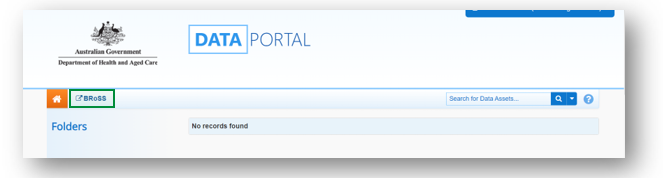 Australian Government
Department of Health and Aged Care
DATA PORTAL
BRoSS
Search for Data Assets...
?
Folders
No records found